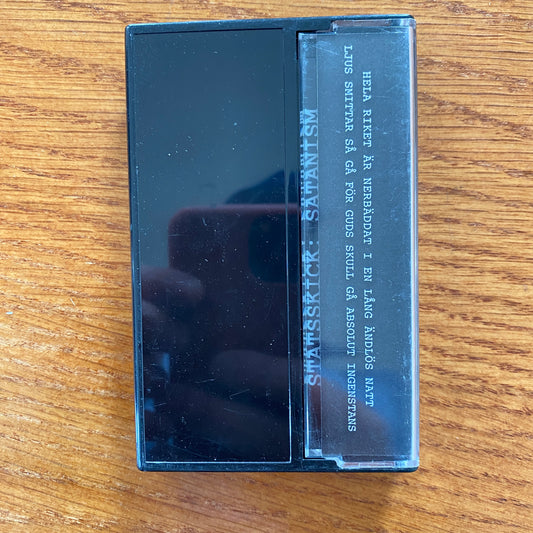 HELA RIKET ÄR NERBÄDDAT I EN LÅNG ÄNDLÖS NATT
LJUS SMITTAR SÅ GÅ FÖR GUDS SKULL GÅ ABSOLUT INGENSTANS
STATSSKICK: SATANISM